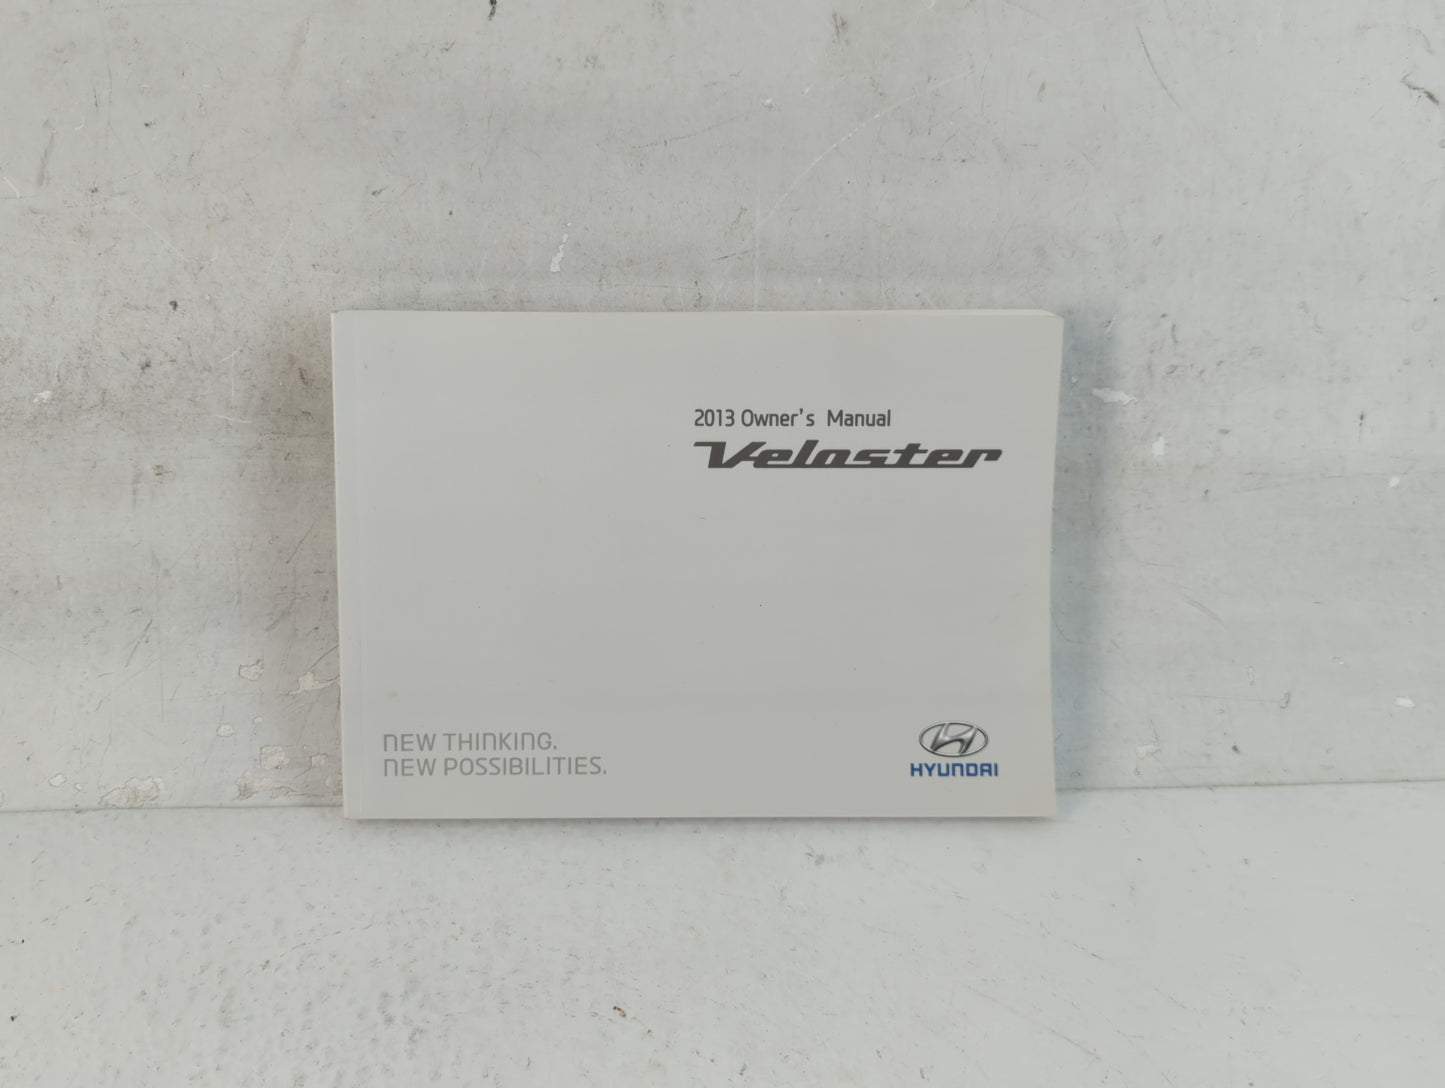 2013 Owner's Manual
Veloster
NEW THINKING.
NEW POSSIBILITIES.
HYUNDAI